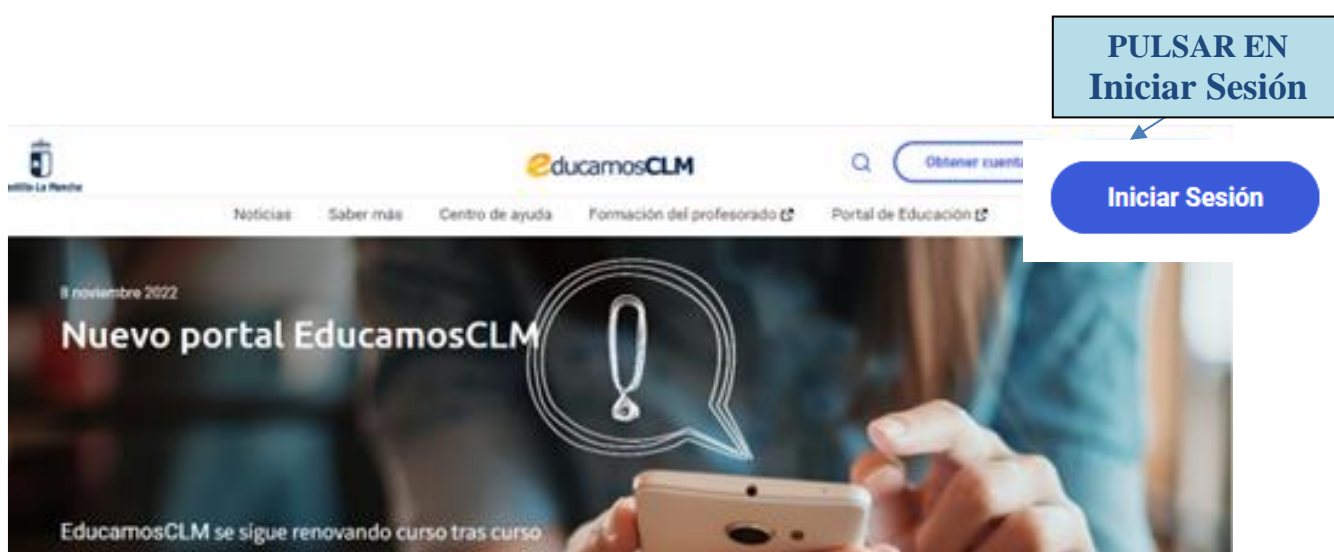 PULSAR EN
Iniciar Sesión
educamosCLM
Obtener cuenta
Iniciar Sesión
Noticias
Saber más
Centro de ayuda
Formación del profesorado
Portal de Educación
8 noviembre 2022
Nuevo portal EducamosCLM
EducamosCLM se sigue renovando curso tras curso